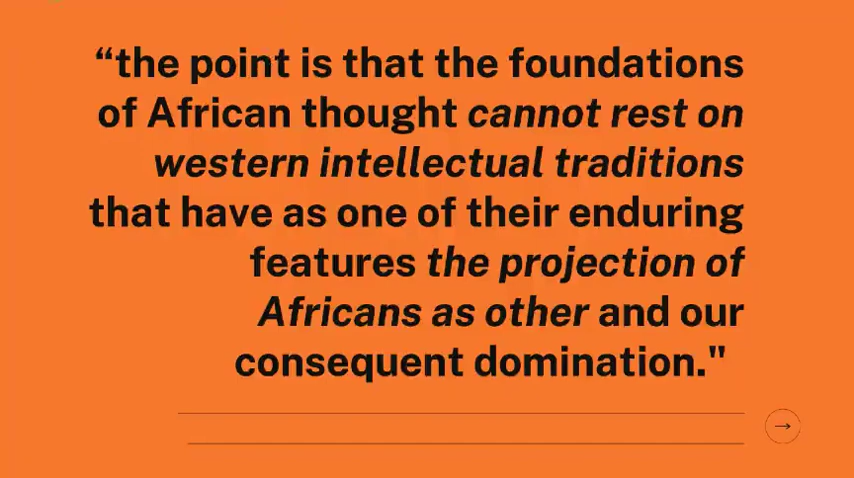 “the point is that the foundations
of African thought cannot rest on
western intellectual traditions
that have as one of their enduring
features the projection of
Africans as other and our
consequent domination."